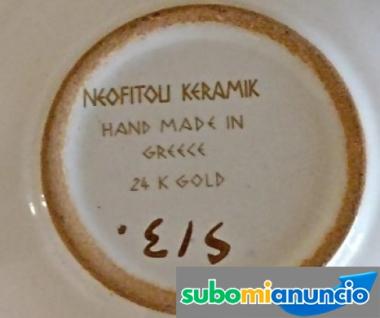 NEOFITOU KERAMIK
HAND MADE IN
GREECE
24 K GOLD
subomianuncio